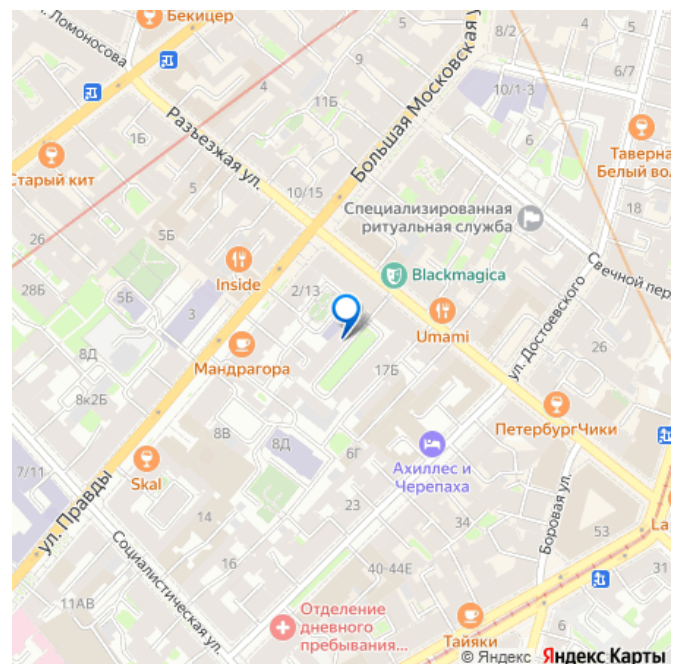 Бекицер
. Ломоносова
8/2
4
5
9
6/7
11Б
10/1-3
1Б
Разъезжая ул.
Большая Московская у
6
Таверна
Белый во
Старый кит
10/15
18
Специализированная
ритуальная служба
26
5Б
Свечной пер
Inside
Blackmagica
28Б
5Б
2/13
3
Umami
ул. Достоевского
26
8Д
Мандрагора
17Б
8к2Б
ПетербургЧики
8В
8Д
6Г
Ахиллес и
Черепаха
7/11
Skal
ул. Правды
23
Боровая ул.
La
14
34
53
Социалистическая ул.
16
40-44Е
31
11АВ
6
Отделение
дневного
пребывания...
Тайяки
© Яндекс Яндекс Карты